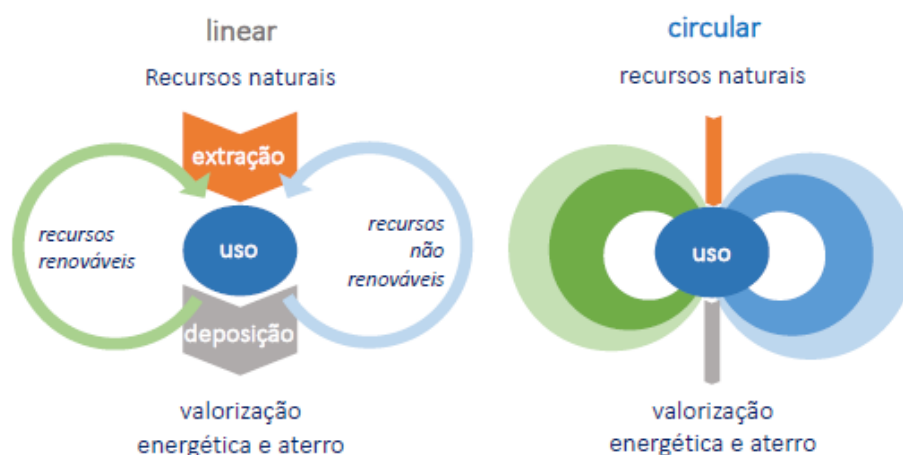 linear
Recursos naturais
extração
recursos
renováveis
uso
recursos
não
renováveis
deposição
valorização
energética e aterro
circular
recursos naturais
uso
valorização
energética e aterro